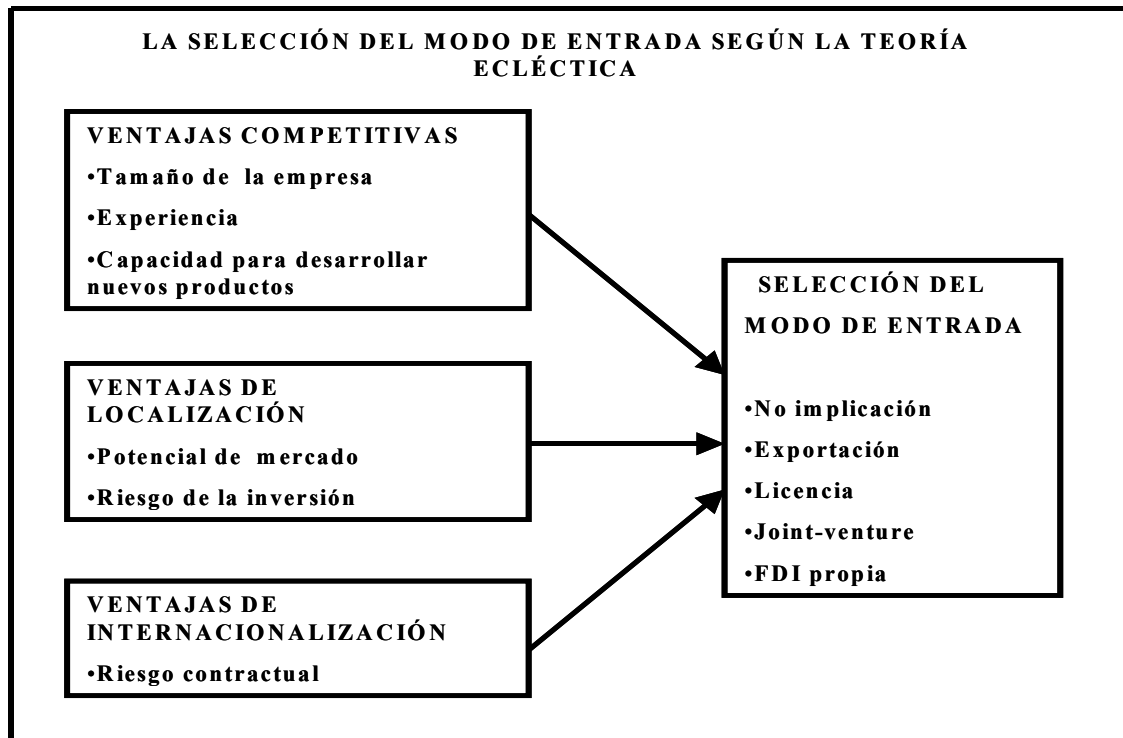 LA SELECCIÓN DEL MODO DE ENTRADA SEGÚN LA TEORÍA
ECLÉCTICA
VENTAJAS COMPETITIVAS
•Tamaño de la empresa
•Experiencia
•Capacidad para desarrollar
nuevos productos
VENTAJAS DE
LOCALIZACIÓN
•Potencial de mercado
•Riesgo de la inversión
VENTAJAS DE
INTERNACIONALIZACIÓN
•Riesgo contractual
SELECCIÓN DEL
MODO DE ENTRADA
•No implicación
•Exportación
•Licencia
•Joint-venture
•FDI propia